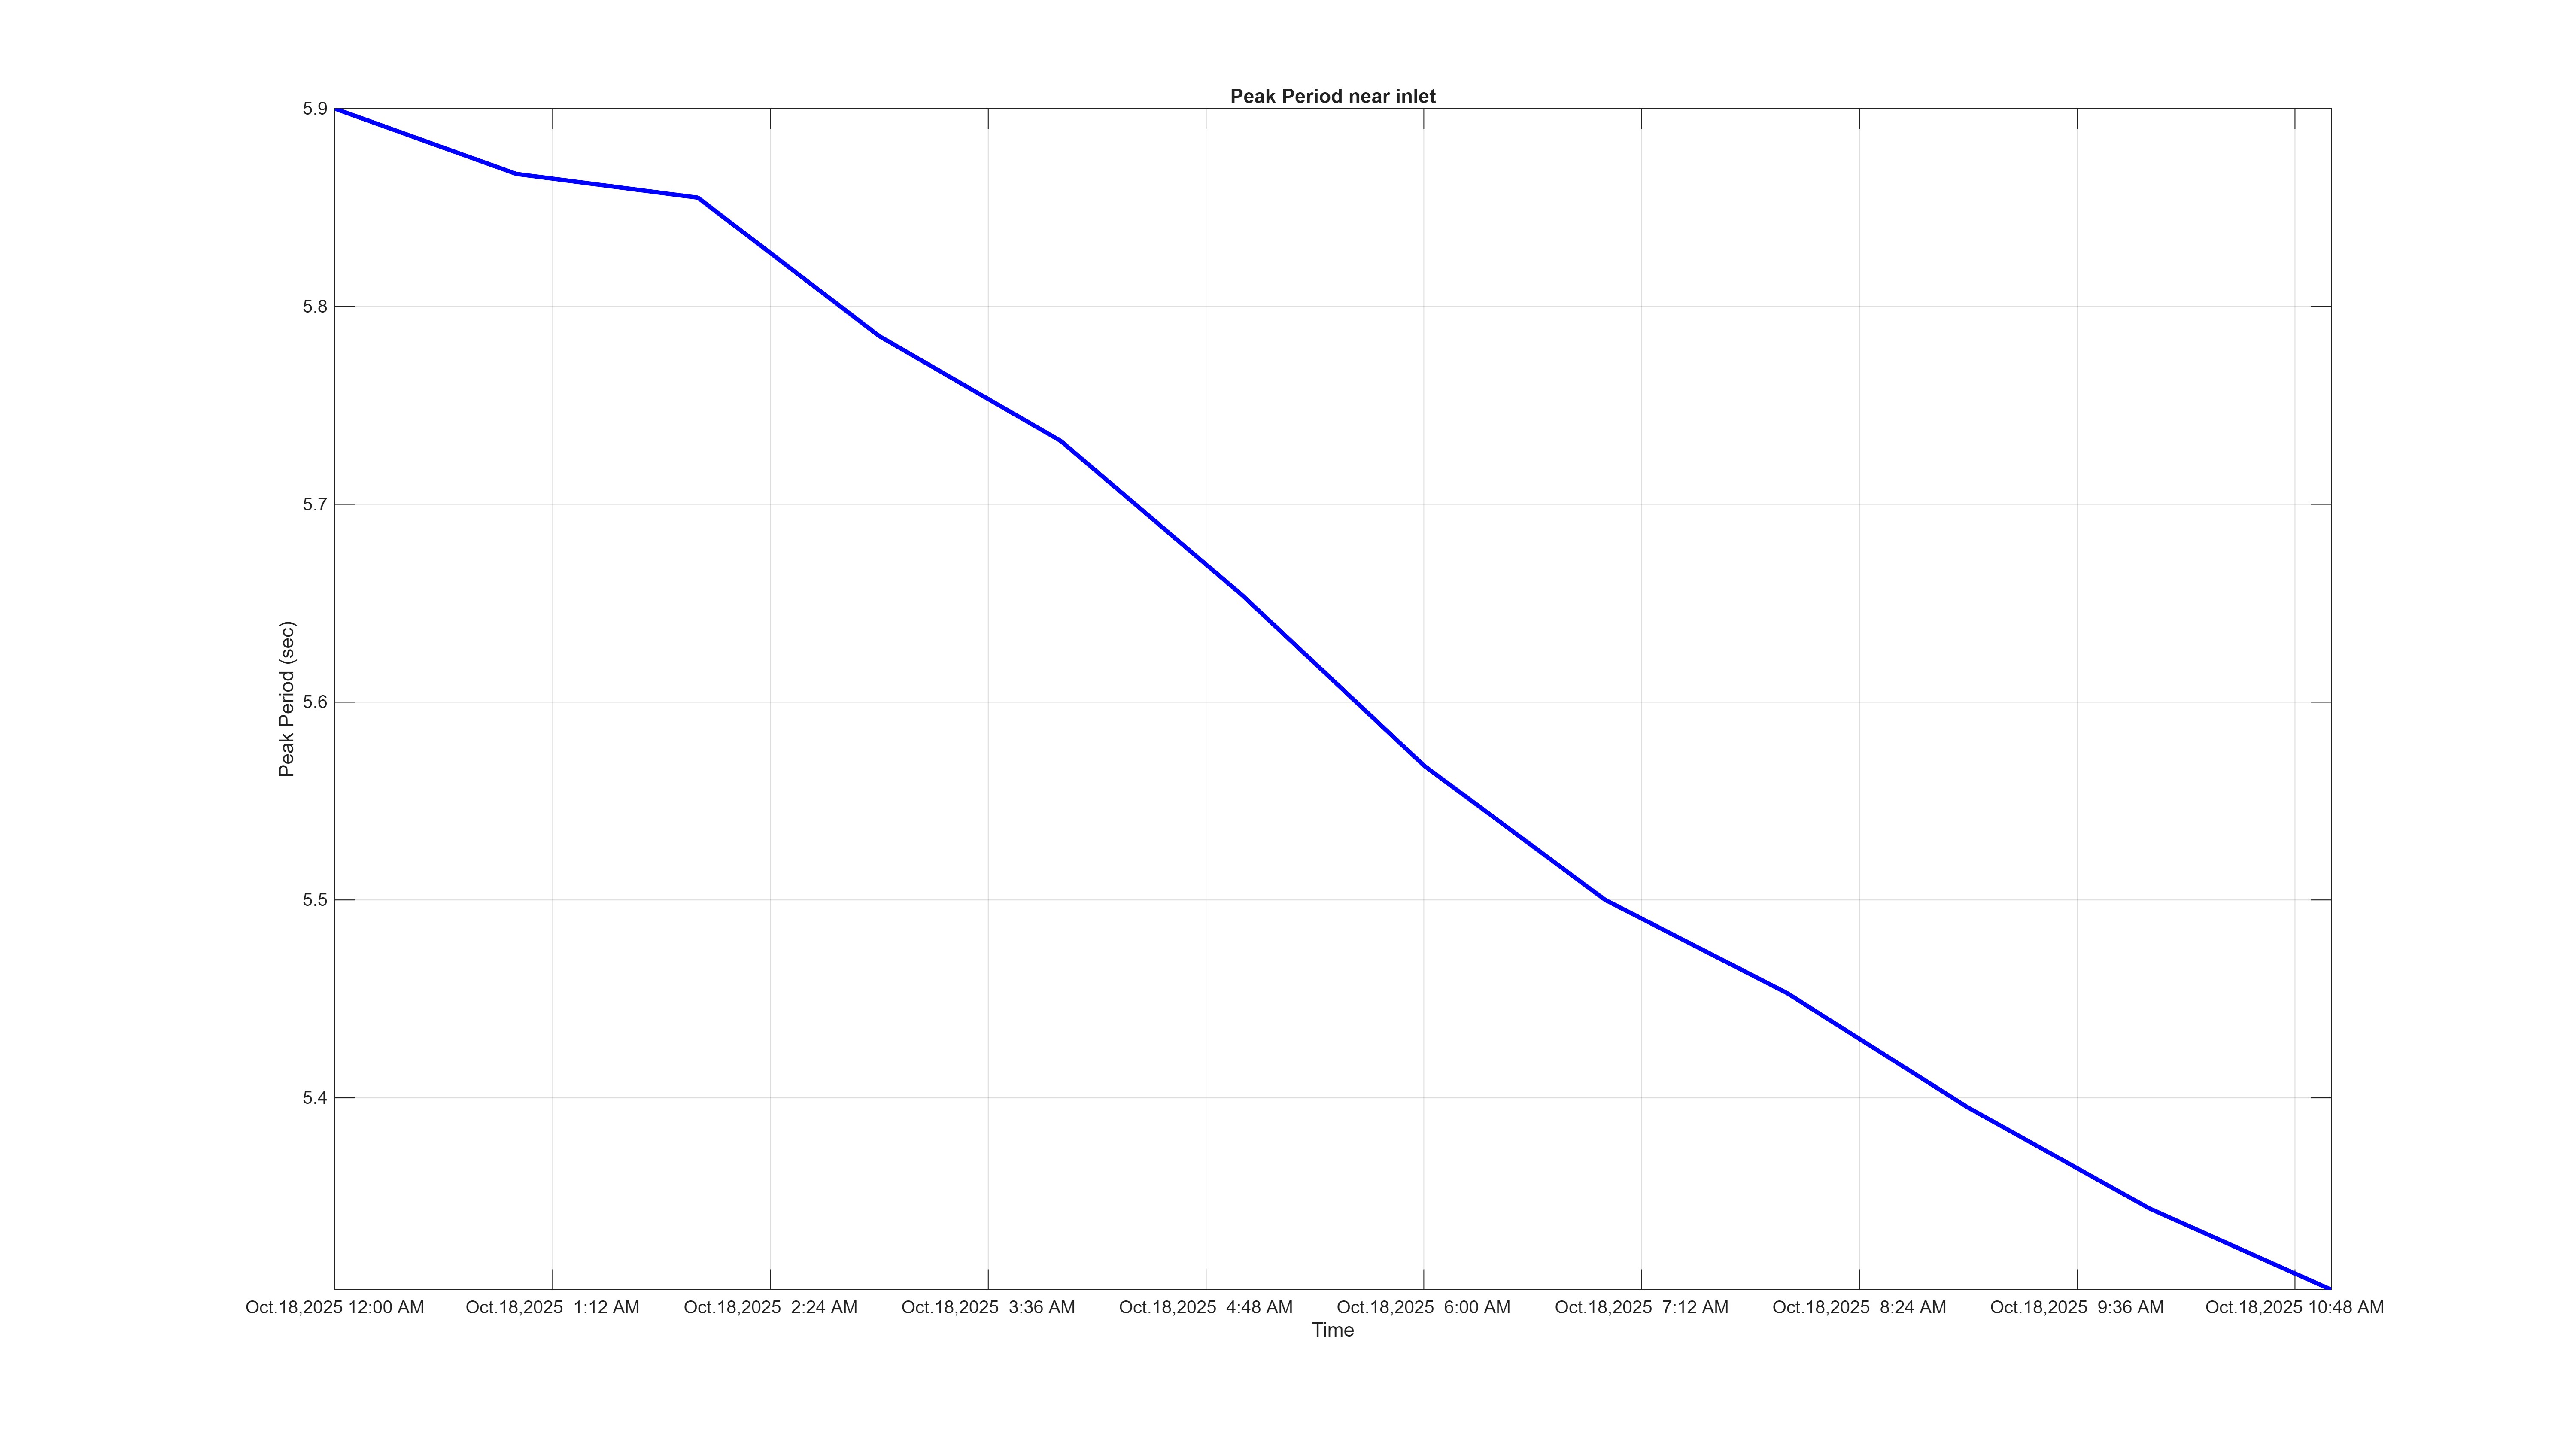 Peak Period near inlet
5.9
5.8
5.7
5.6
5.5
5.4
Peak Period (sec)
Oct.18,2025 12:00 AM
Oct.18,2025  1:12 AM
Oct.18,2025  2:24 AM
Oct.18,2025  3:36 AM
Oct.18,2025  4:48 AM
Oct.18,2025  6:00 AM
Oct.18,2025  7:12 AM
Oct.18,2025  8:24 AM
Oct.18,2025  9:36 AM
Oct.18,2025 10:48 AM
Time